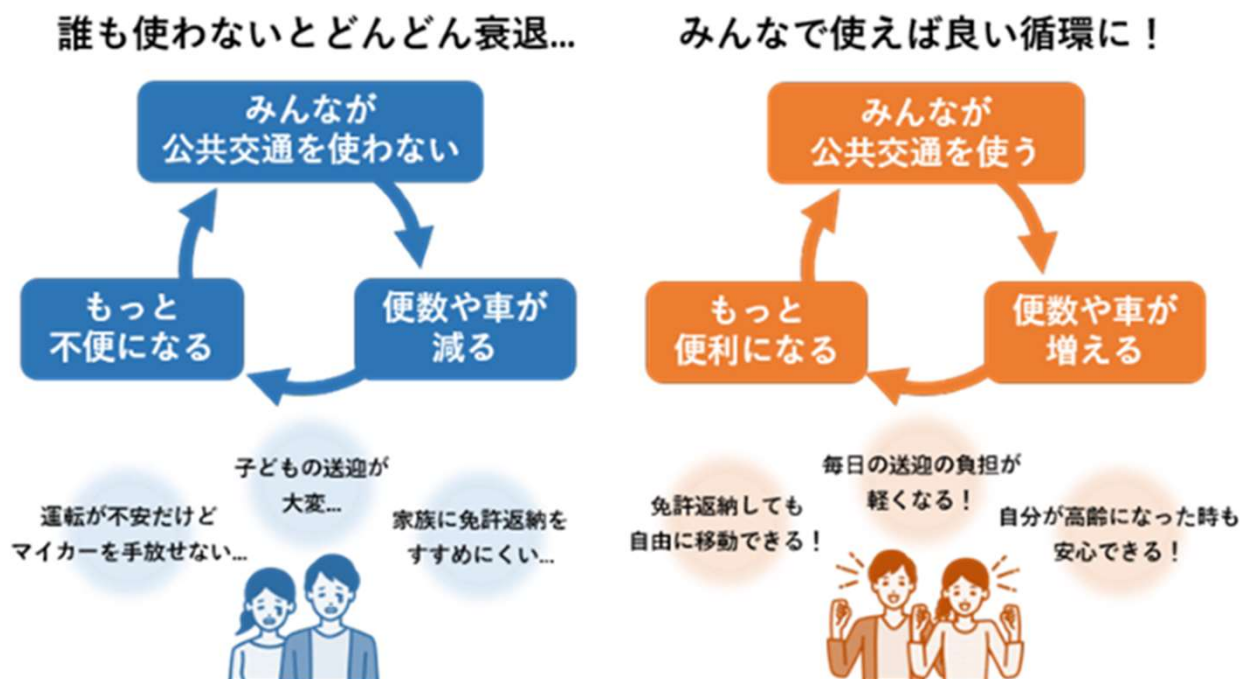 誰も使わないとどんどん衰退...
みんなが
公共交通を使わない
便数や車が
減る
もっと
不便になる
運転が不安だけど
マイカーを手放せない...
子どもの送迎が
大変...
家族に免許返納を
すすめにくい...
みんなで使えば良い循環に！
みんなが
公共交通を使う
便数や車が
増える
もっと
便利になる
免許返納しても
自由に移動できる！
毎日の送迎の負担が
軽くなる！
自分が高齢になった時も
安心できる！